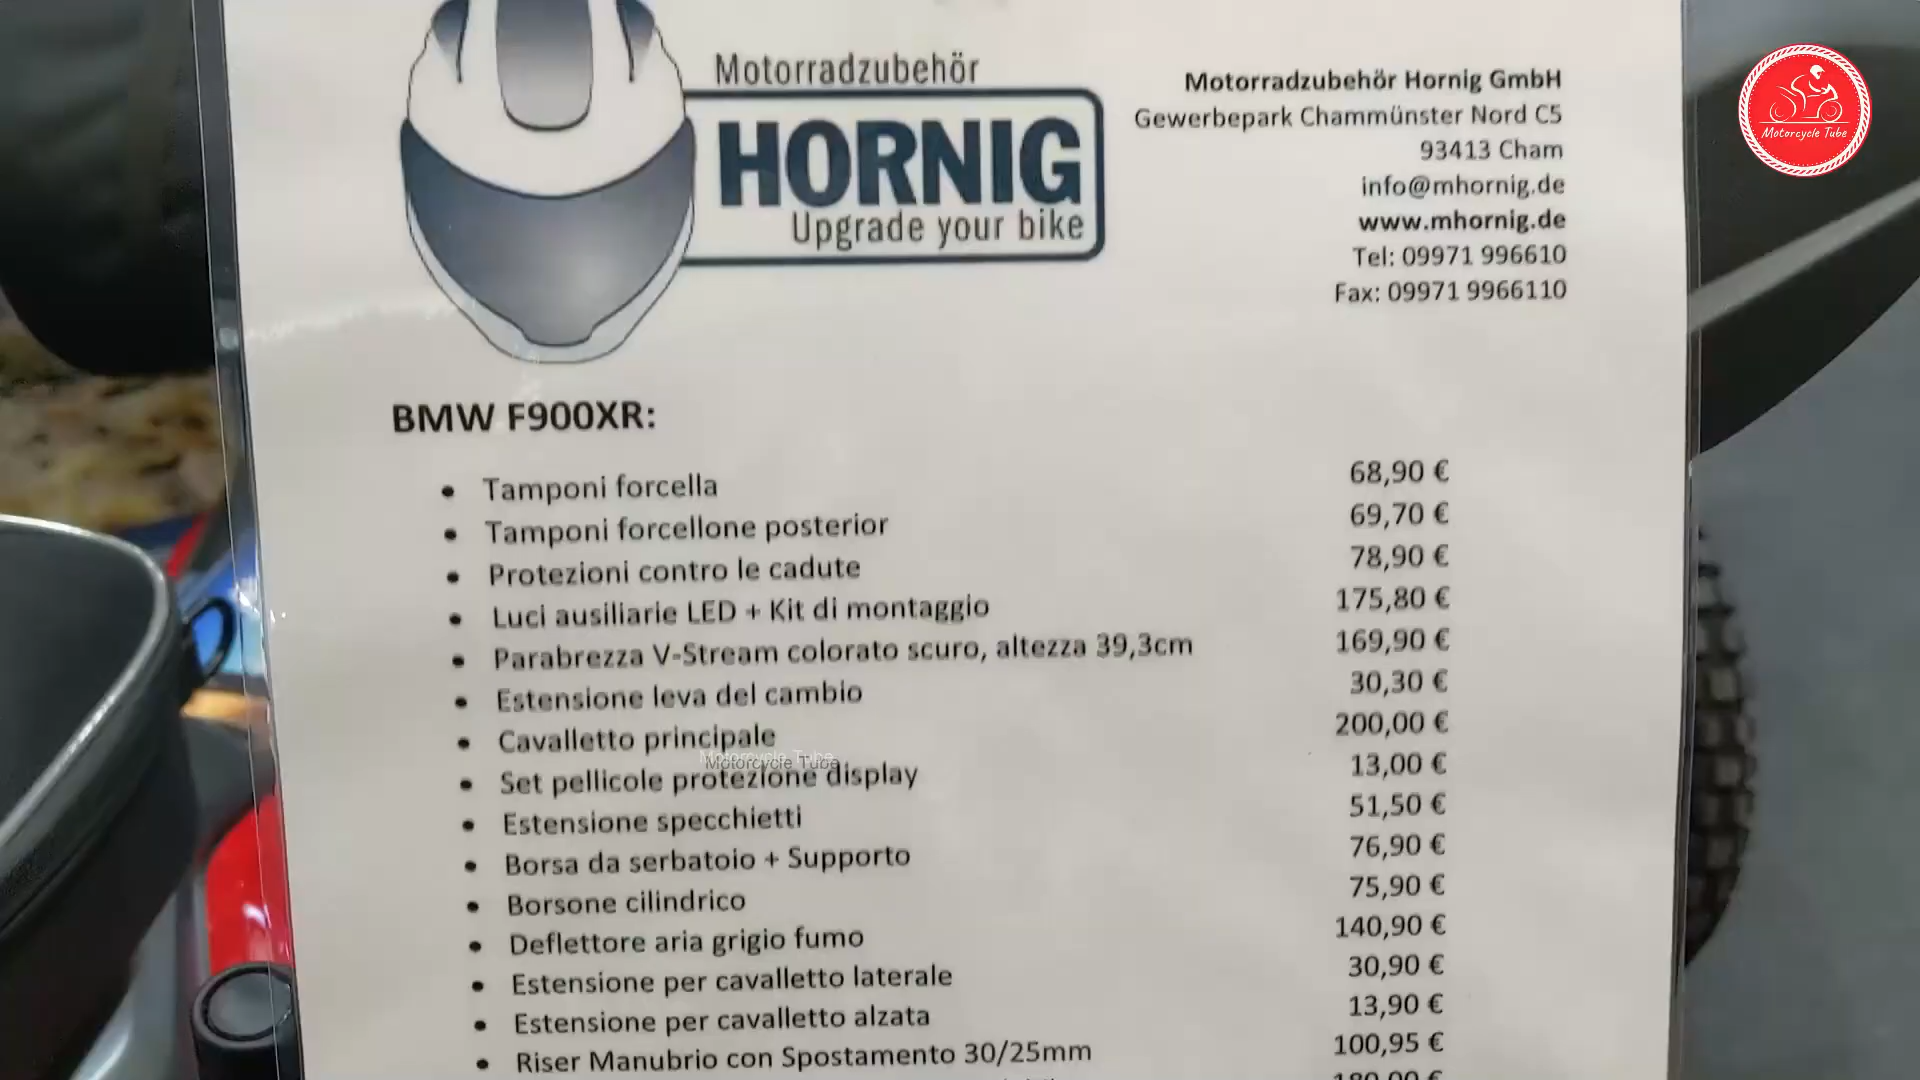 Motorradzubehör
HORNIG
Upgrade your bike
Motorradzubehör Hornig GmbH
Gewerbepark Chammünster Nord C5
93413 Cham
info@mhornig.de
www.mhornig.de
Tel: 09971 996610
Fax: 09971 9966110
Motorcycle Tube
BMW F900XR:
• Tamponi forcella 68,90 €
• Tamponi forcellone posterior 69,70 €
• Protezioni contro le cadute 78,90 €
• Luci ausiliarie LED + Kit di montaggio 175,80 €
• Parabrezza V-Stream colorato scuro, altezza 39,3cm 169,90 €
• Estensione leva del cambio 30,30 €
• Cavalletto principale 200,00 €
Motorcycle Tube
• Set pellicole protezione display 13,00 €
• Estensione specchietti 51,50 €
• Borsa da serbatoio + Supporto 76,90 €
• Borsone cilindrico 75,90 €
• Deflettore aria grigio fumo 140,90 €
• Estensione per cavalletto laterale 30,90 €
• Estensione per cavalletto alzata 13,90 €
• Riser Manubrio con Spostamento 30/25mm 100,95 €